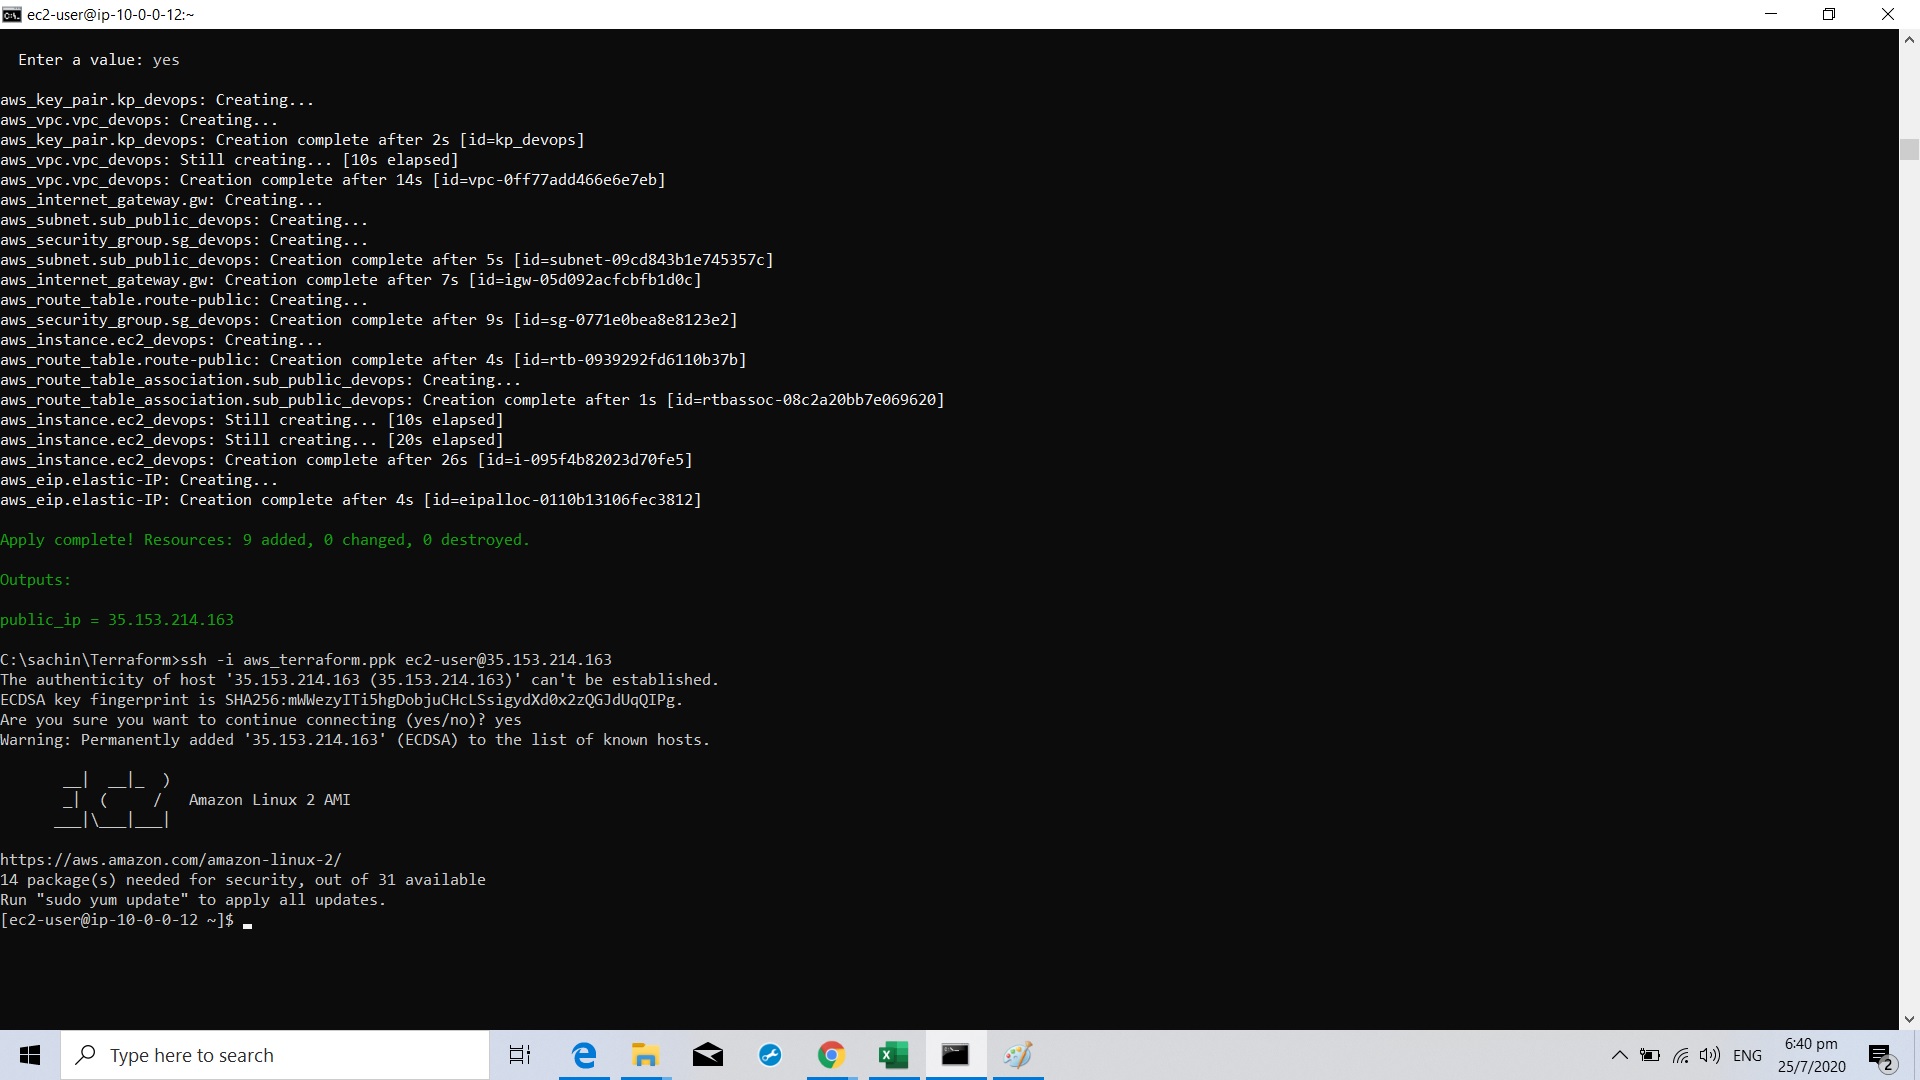 ec2-user@ip-10-0-0-12:~
Enter a value: yes
aws_key_pair.kp_devops: Creating...
aws_vpc.vpc_devops: Creating...
aws_key_pair.kp_devops: Creation complete after 2s [id=kp_devops]
aws_vpc.vpc_devops: Still creating... [10s elapsed]
aws_vpc.vpc_devops: Creation complete after 14s [id=vpc-0ff77add466e6e7eb]
aws_internet_gateway.gw: Creating...
aws_subnet.sub_public_devops: Creating...
aws_security_group.sg_devops: Creating...
aws_subnet.sub_public_devops: Creation complete after 5s [id=subnet-09cd843b1e745357c]
aws_internet_gateway.gw: Creation complete after 7s [id=igw-05d092acfcbfb1d0c]
aws_route_table.route-public: Creating...
aws_security_group.sg_devops: Creation complete after 9s [id=sg-0771e0bea8e8123e2]
aws_instance.ec2_devops: Creating...
aws_route_table.route-public: Creation complete after 4s [id=rtb-0939292fd6110b37b]
aws_route_table_association.sub_public_devops: Creating...
aws_route_table_association.sub_public_devops: Creation complete after 1s [id=rtbassoc-08c2a20bb7e069620]
aws_instance.ec2_devops: Still creating... [10s elapsed]
aws_instance.ec2_devops: Still creating... [20s elapsed]
aws_instance.ec2_devops: Creation complete after 26s [id=i-095f4b82023d70fe5]
aws_eip.elastic-IP: Creating...
aws_eip.elastic-IP: Creation complete after 4s [id=eipalloc-0110b13106fec3812]
Apply complete! Resources: 9 added, 0 changed, 0 destroyed.
Outputs:
public_ip = 35.153.214.163
C:\sachin\Terraform>ssh -i aws_terraform.ppk ec2-user@35.153.214.163
The authenticity of host '35.153.214.163 (35.153.214.163)' can't be established.
ECDSA key fingerprint is SHA256:mWWezyITi5hgDobjuCHcLSsigydXd0x2zQGJdUqQIPg.
Are you sure you want to continue connecting (yes/no)? yes
Warning: Permanently added '35.153.214.163' (ECDSA) to the list of known hosts.
__|  __|_  )
_|  (     /   Amazon Linux 2 AMI
___|\___|___|
https://aws.amazon.com/amazon-linux-2/
14 package(s) needed for security, out of 31 available
Run "sudo yum update" to apply all updates.
[ec2-user@ip-10-0-0-12 ~]$
Type here to search
ENG
6:40 pm
25/7/2020
2